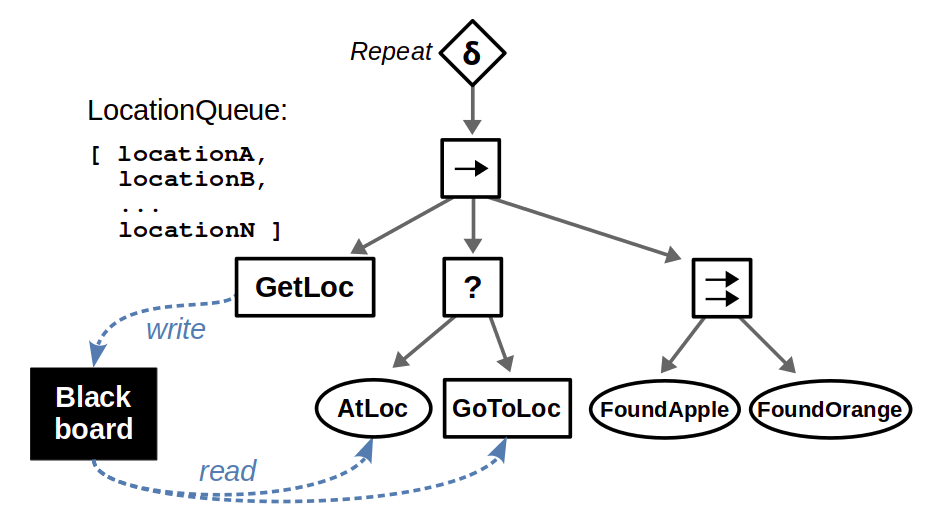 Repeat
δ
LocationQueue:
[ locationA,
locationB,
...
locationN ]
GetLoc
?
write
Black
board
AtLoc
GoToLoc
FoundApple
FoundOrange
read